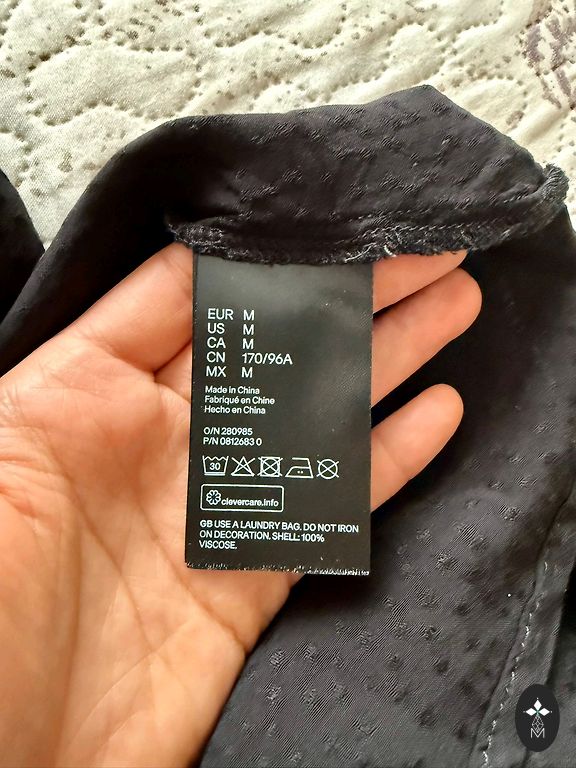 EUR M
US M
CA M
CN 170/96A
MX M
Made in China
Fabriqué en Chine
Hecho en China
O/N 280985
P/N 0812683 0
30
clevercare.info
GB USE A LAUNDRY BAG. DO NOT IRON
ON DECORATION. SHELL: 100%
VISCOSE.
M